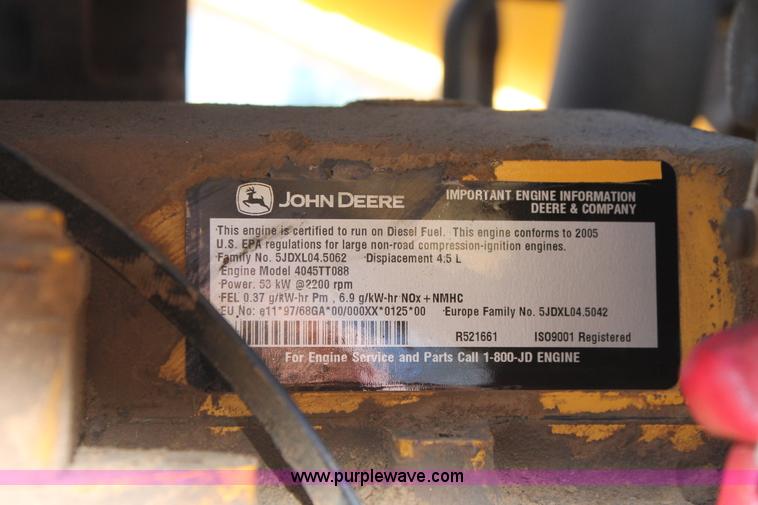 JOHN DEERE
IMPORTANT ENGINE INFORMATION
DEERE & COMPANY
This engine is certified to run on Diesel Fuel. This engine conforms to 2005
U.S. EPA regulations for large non-road compression-ignition engines.
Family No. 5JDXL04.5062 Displacement 4.5 L
Engine Model 4045TT088
Power. 53 kW @2200 rpm
FEL 0.37 g/kW-hr Pm , 6.9 g/kW-hr NOx + NMHC
EU No: e11*97/68GA*00/000XX*0125*00 Europe Family No. 5JDXL04.5042
R521661 ISO9001 Registered
For Engine Service and Parts Call 1-800-JD ENGINE
www.purplewave.com